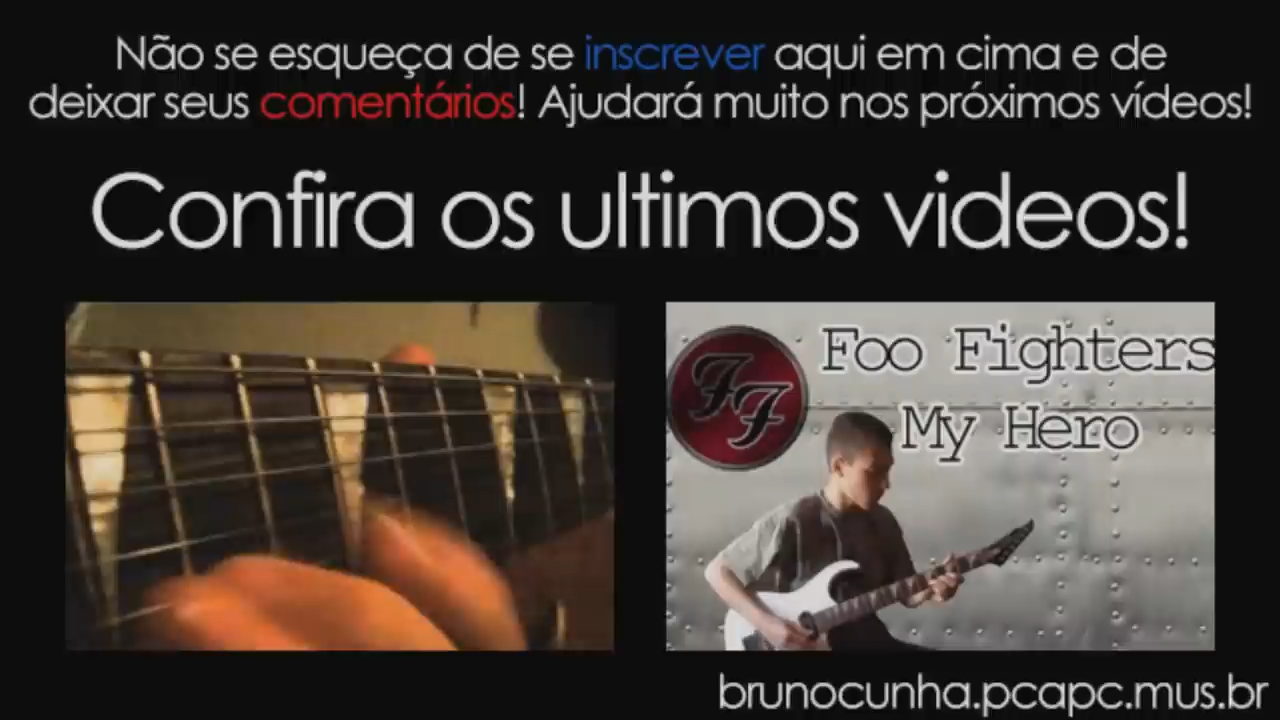 Não se esqueça de se inscrever aqui em cima e de
deixar seus comentários! Ajudará muito nos próximos vídeos!
Confira os ultimos videos!
FF
Foo Fighters
My Hero
brunocunha.pcapc.mus.br